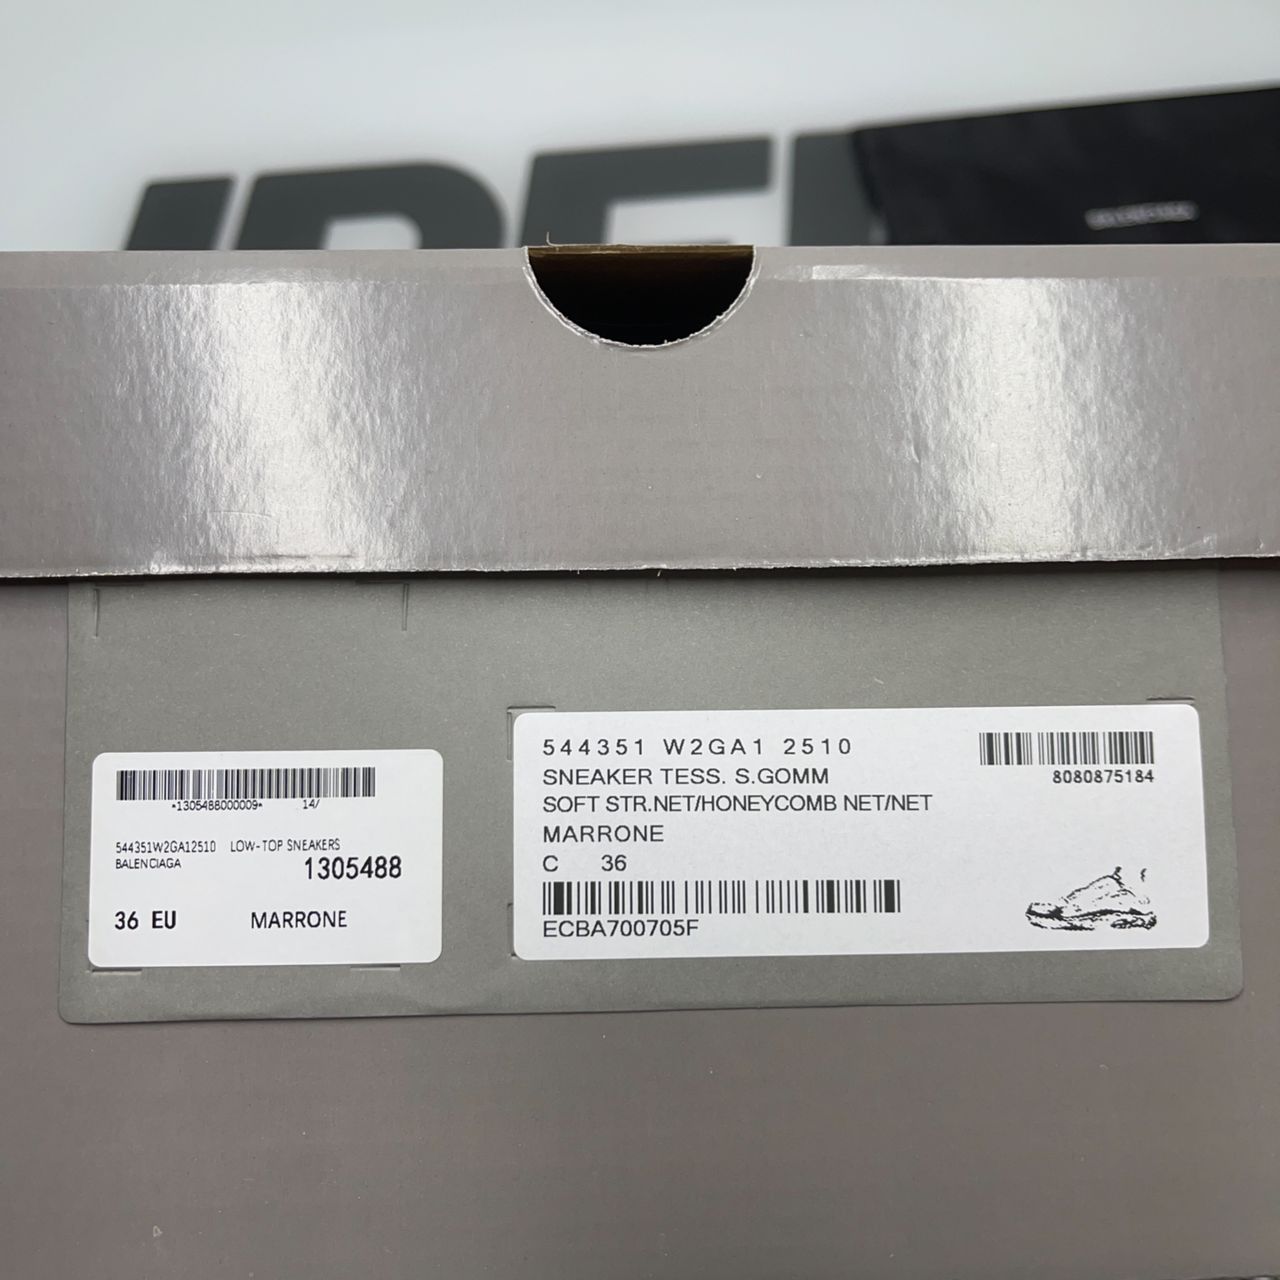 *1305488000009* 14/
544351W2GA12510 LOW-TOP SNEAKERS
BALENCIAGA
1305488
36 EU MARRONE
544351 W2GA1 2510
8080875184
SNEAKER TESS. S.GOMM
SOFT STR.NET/HONEYCOMB NET/NET
MARRONE
C 36
ECBA700705F